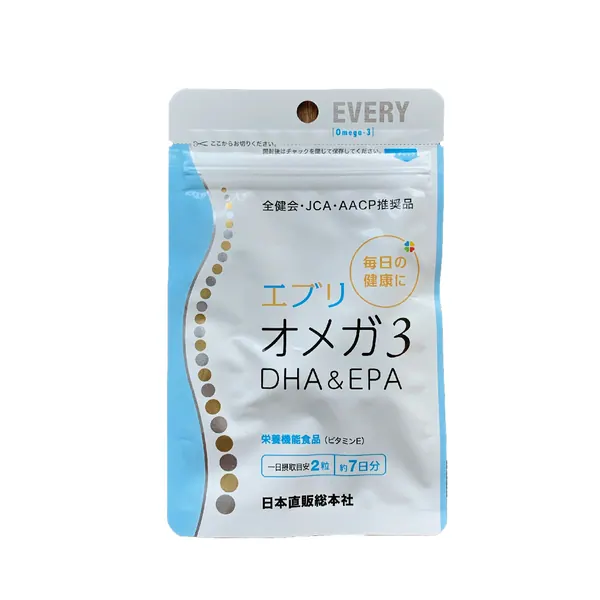 EVERY
Omega-3
ここからお切りください。
開封後はチャックを閉じて保存してください。
全健会・JCA・AACP推奨品
毎日の
健康に
エブリ
オメガ3
DHA&EPA
栄養機能食品（ビタミンE）
一日摂取目安2粒 約7日分
日本直販総本社